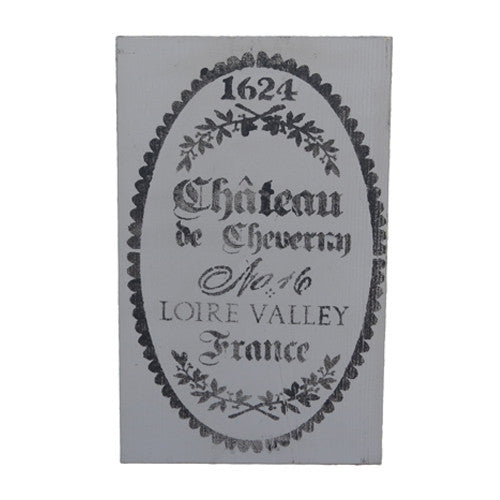 1624
Château
de Cheverny
No. 16
LOIRE VALLEY
France